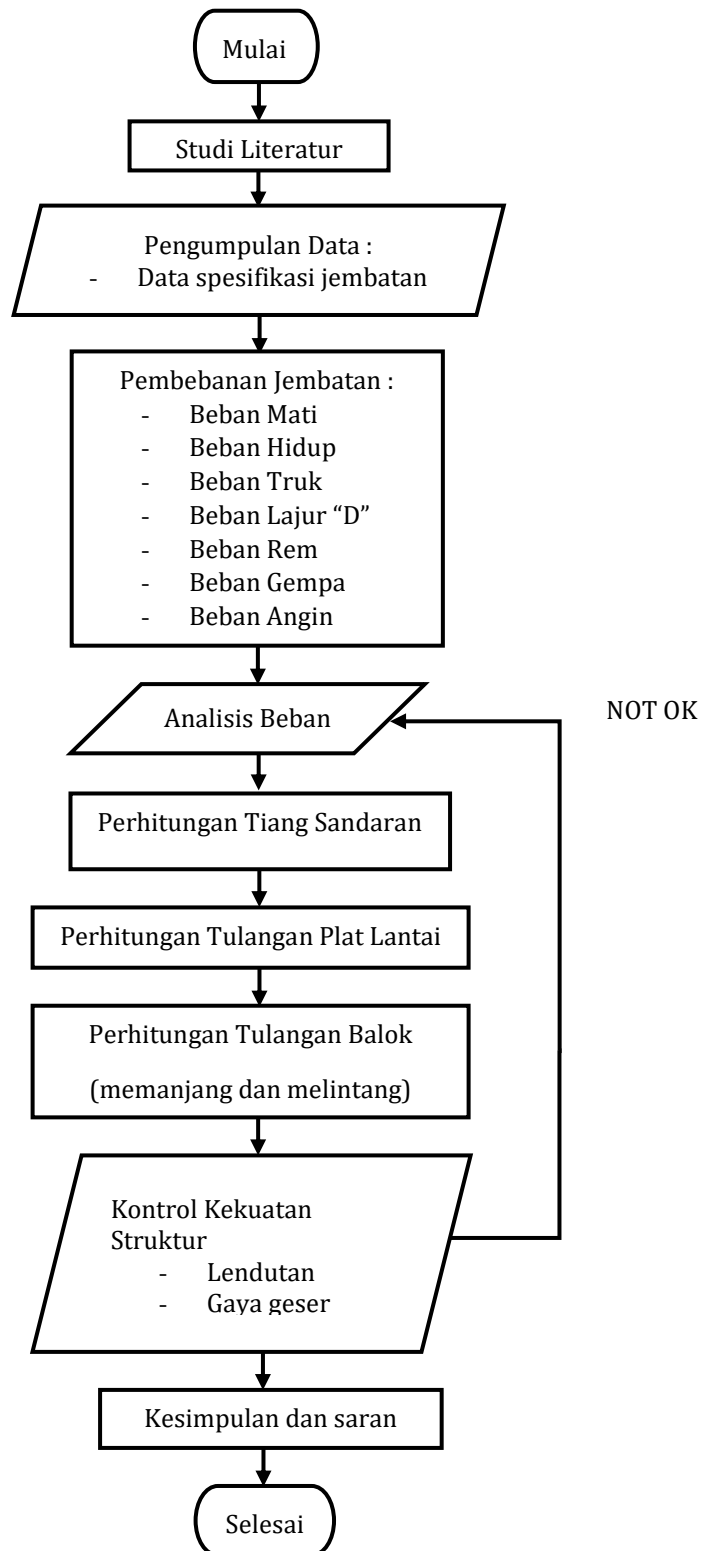 Mulai
Studi Literatur
Pengumpulan Data :
- Data spesifikasi jembatan
Pembebanan Jembatan :
- Beban Mati
- Beban Hidup
- Beban Truk
- Beban Lajur “D”
- Beban Rem
- Beban Gempa
- Beban Angin
Analisis Beban
NOT OK
Perhitungan Tiang Sandaran
Perhitungan Tulangan Plat Lantai
Perhitungan Tulangan Balok
(memanjang dan melintang)
Kontrol Kekuatan
Struktur
- Lendutan
- Gaya geser
Kesimpulan dan saran
Selesai